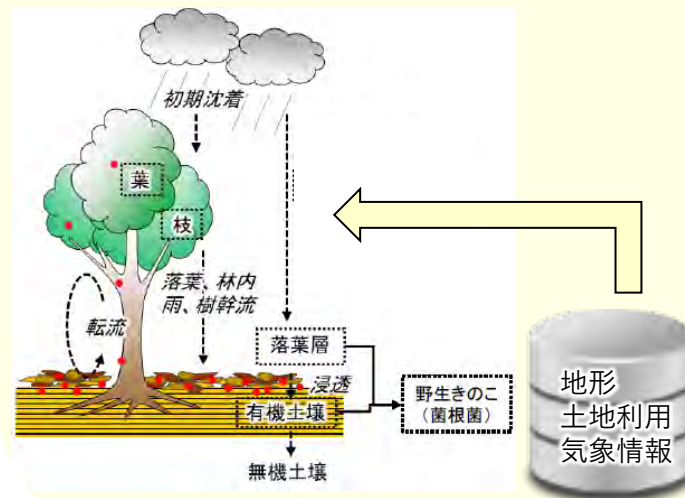 初期沈着
葉
枝
落葉、林内
雨、樹幹流
転流
落葉層
浸透
有機土壌
無機土壌
野生きのこ
（菌根菌）
地形
土地利用
気象情報